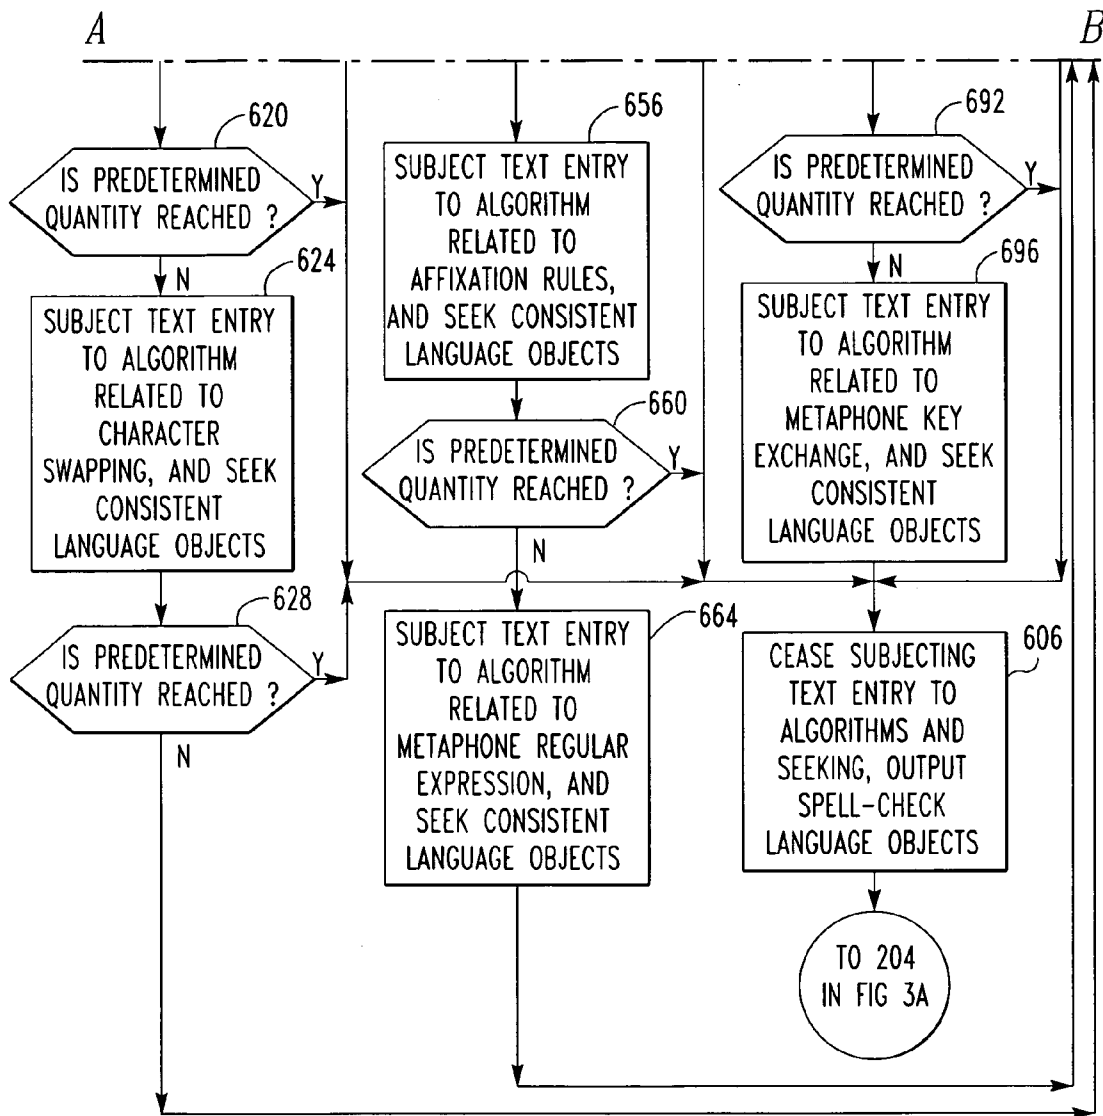 A
B
620
IS PREDETERMINED
QUANTITY REACHED ?
Y
N
624
SUBJECT TEXT ENTRY
TO ALGORITHM
RELATED TO
CHARACTER
SWAPPING, AND SEEK
CONSISTENT
LANGUAGE OBJECTS
628
IS PREDETERMINED
QUANTITY REACHED ?
Y
N
656
SUBJECT TEXT ENTRY
TO ALGORITHM
RELATED TO
AFFIXATION RULES,
AND SEEK CONSISTENT
LANGUAGE OBJECTS
660
IS PREDETERMINED
QUANTITY REACHED ?
Y
N
664
SUBJECT TEXT ENTRY
TO ALGORITHM
RELATED TO
METAPHONE REGULAR
EXPRESSION, AND
SEEK CONSISTENT
LANGUAGE OBJECTS
692
IS PREDETERMINED
QUANTITY REACHED ?
Y
N
696
SUBJECT TEXT ENTRY
TO ALGORITHM
RELATED TO
METAPHONE KEY
EXCHANGE, AND SEEK
CONSISTENT
LANGUAGE OBJECTS
606
CEASE SUBJECTING
TEXT ENTRY TO
ALGORITHMS AND
SEEKING, OUTPUT
SPELL-CHECK
LANGUAGE OBJECTS
TO 204
IN FIG 3A